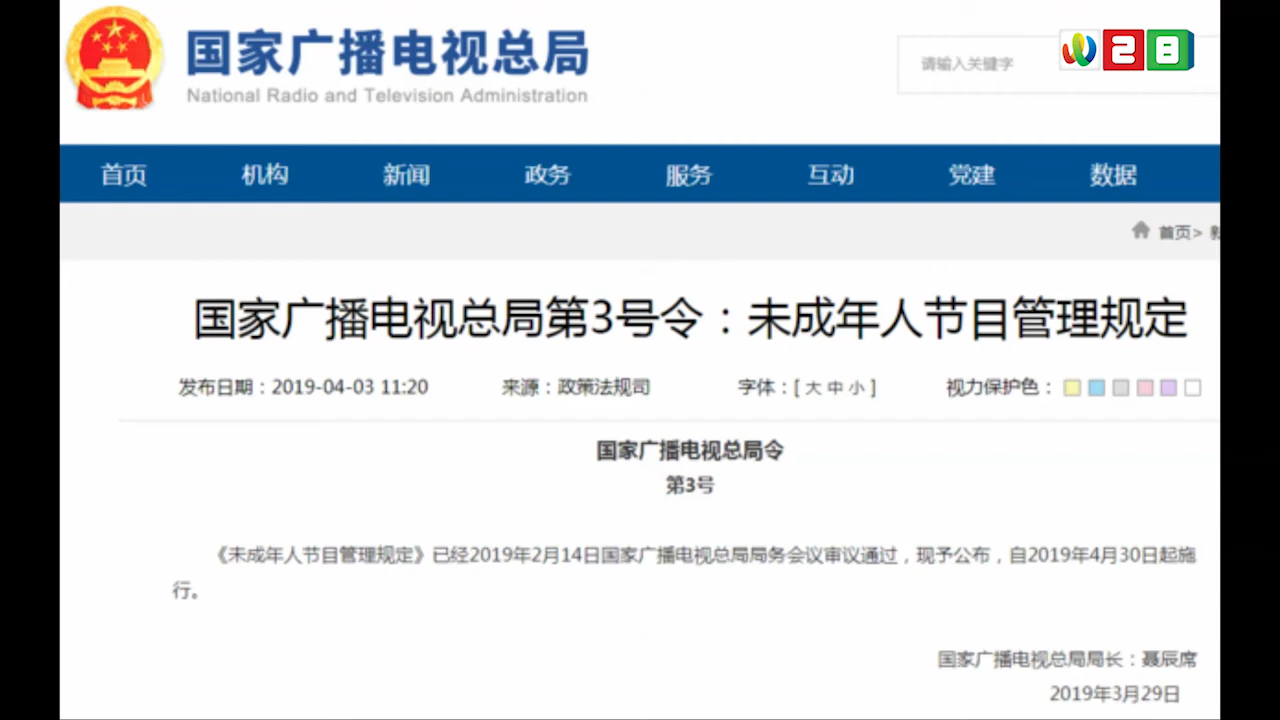 国家广播电视总局
National Radio and Television Administration
请输入关键字
28
首页 机构 新闻 政务 服务 互动 党建 数据
首页>
国家广播电视总局第3号令：未成年人节目管理规定
发布日期：2019-04-03 11:20 来源：政策法规司 字体：[ 大 中 小 ] 视力保护色：
国家广播电视总局令
第3号
《未成年人节目管理规定》已经2019年2月14日国家广播电视总局局务会议审议通过，现予公布，自2019年4月30日起施
行。
国家广播电视总局局长：聂辰席
2019年3月29日